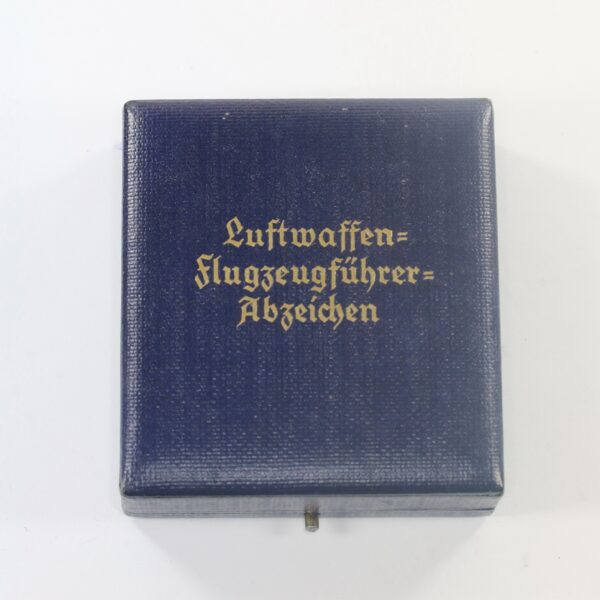 Luftwaffen=
Flugzeugführer=
Abzeichen